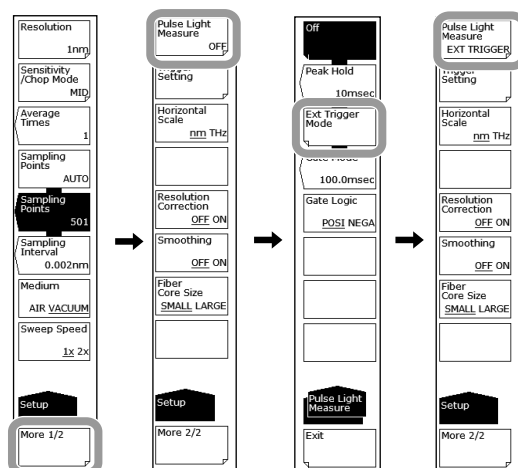 Resolution
1nm
Sensitivity
/Chop Mode
MID
Average
Times
1
Sampling
Points
AUTO
Sampling
Points
501
Sampling
Interval
0.002nm
Medium
AIR VACUUM
Sweep Speed
1x 2x
Setup
More 1/2
Pulse Light
Measure
OFF
Trigger
Setting
Horizontal
Scale
nm THz
Resolution
Correction
OFF ON
Smoothing
OFF ON
Fiber
Core Size
SMALL LARGE
Setup
More 2/2
Off
Peak Hold
10msec
Ext Trigger
Mode
Gate Mode
100.0msec
Gate Logic
POSI NEGA
Pulse Light
Measure
Exit
Pulse Light
Measure
EXT TRIGGER
Trigger
Setting
Horizontal
Scale
nm THz
Resolution
Correction
OFF ON
Smoothing
OFF ON
Fiber
Core Size
SMALL LARGE
Setup
More 2/2